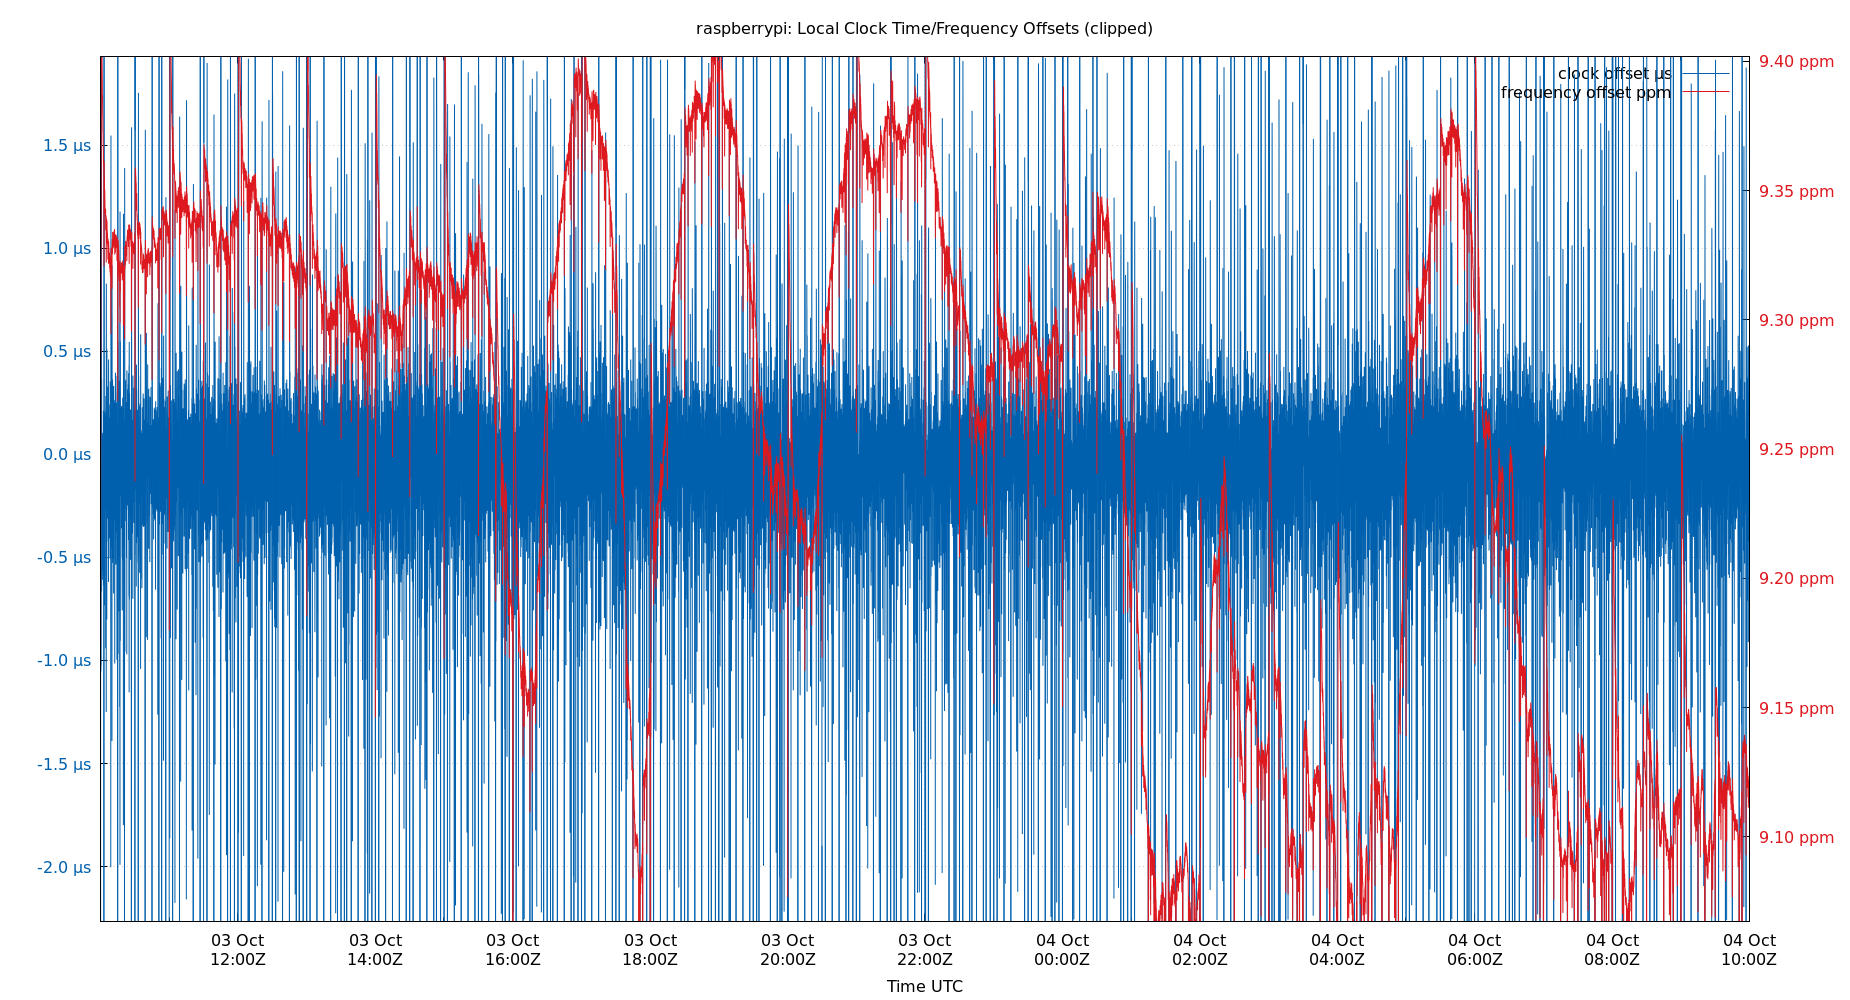 raspberrypi: Local Clock Time/Frequency Offsets (clipped)
clock offset µs
frequency offset ppm
1.5 µs
1.0 µs
0.5 µs
0.0 µs
-0.5 µs
-1.0 µs
-1.5 µs
-2.0 µs
9.40 ppm
9.35 ppm
9.30 ppm
9.25 ppm
9.20 ppm
9.15 ppm
9.10 ppm
03 Oct 03 Oct 03 Oct 03 Oct 03 Oct 03 Oct 04 Oct 04 Oct 04 Oct 04 Oct 04 Oct 04 Oct
12:00Z 14:00Z 16:00Z 18:00Z 20:00Z 22:00Z 00:00Z 02:00Z 04:00Z 06:00Z 08:00Z 10:00Z
Time UTC